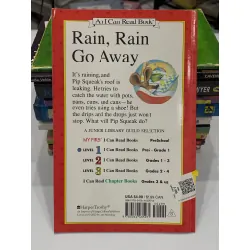 An I Can Read Book
Rain, Rain
Go Away
It's raining, and
Pip Squeak's roof is
leaking. He tries to
catch the water with pots,
pans, cups, and cans—he
even tries using a shoe! But
the drips and the drops just won't
stop. What will Pip Squeak do?
A JUNIOR LIBRARY GUILD SELECTION
MY FIRST I Can Read Books Preschool
LEVEL 1 I Can Read Books Pre - Grade 1
LEVEL 2 I Can Read Books Grades 1 - 3
LEVEL 3 I Can Read Books Grades 2 - 4
I Can Read Chapter Books Grades 2 & up
HarperTrophy
USA $3.99